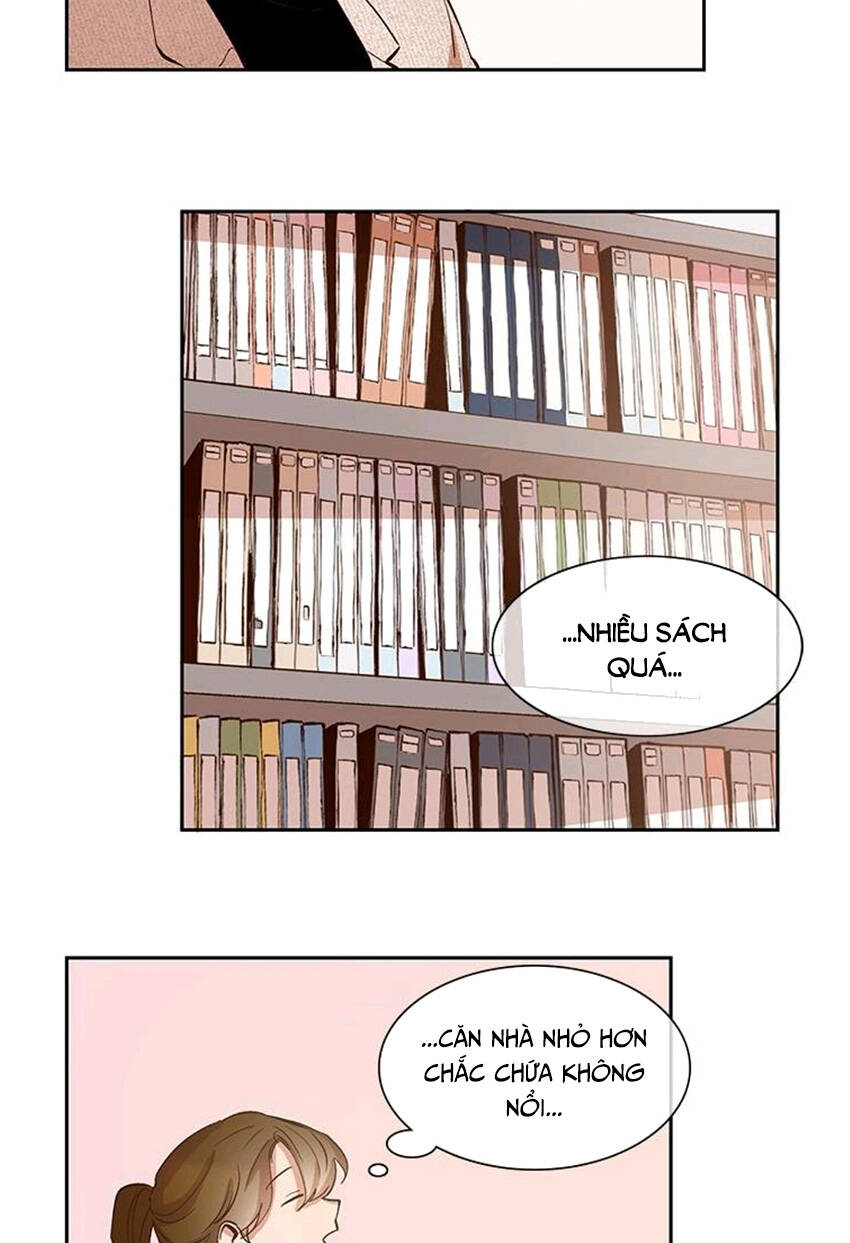 ...NHIỀU SÁCH
QUÁ...
...CĂN NHÀ NHỎ HƠN
CHẮC CHỨA KHÔNG
NỔI...